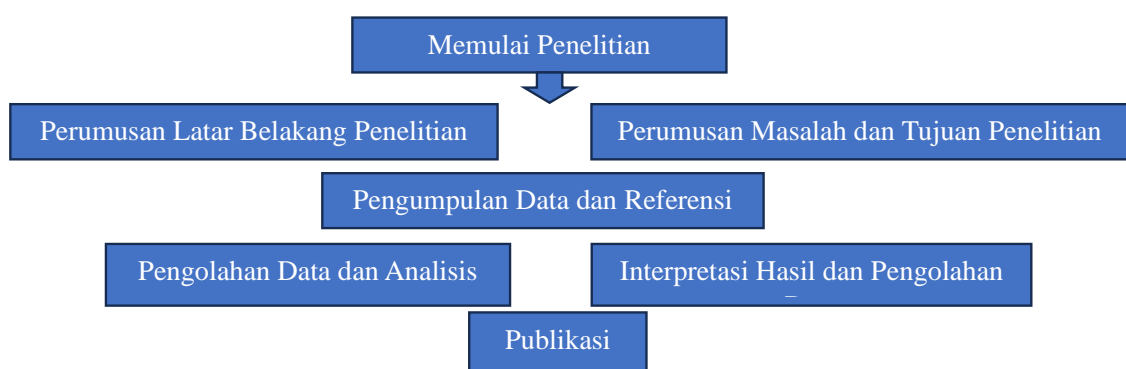 Memulai Penelitian
Perumusan Latar Belakang Penelitian
Perumusan Masalah dan Tujuan Penelitian
Pengumpulan Data dan Referensi
Pengolahan Data dan Analisis
Interpretasi Hasil dan Pengolahan
Publikasi